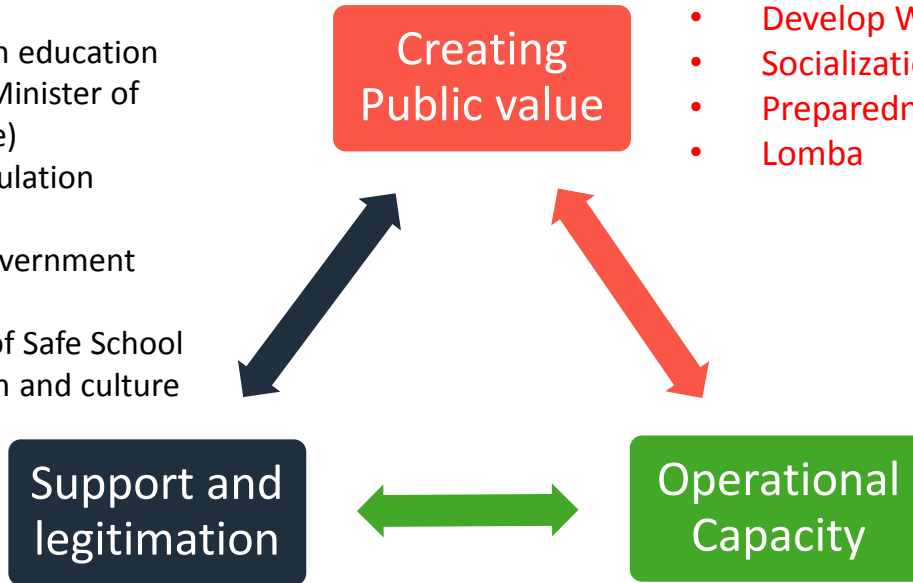 n education
Minister of
e)
ulation
vernment
of Safe School
n and culture
Creating
Public value
• Develop W
• Socializatio
• Preparedn
• Lomba
Support and
legitimation
Operational
Capacity